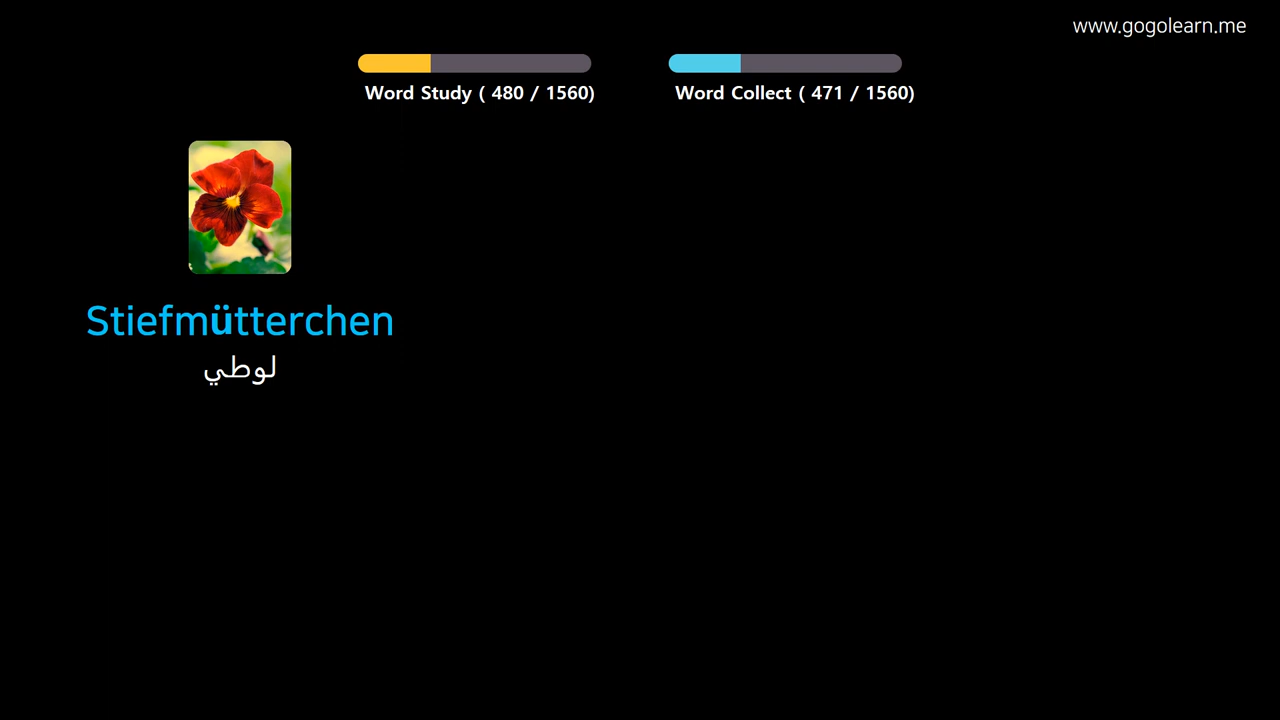 www.gogolearn.me
Word Study ( 480 / 1560)
Word Collect ( 471 / 1560)
Stiefmütterchen
لوطي